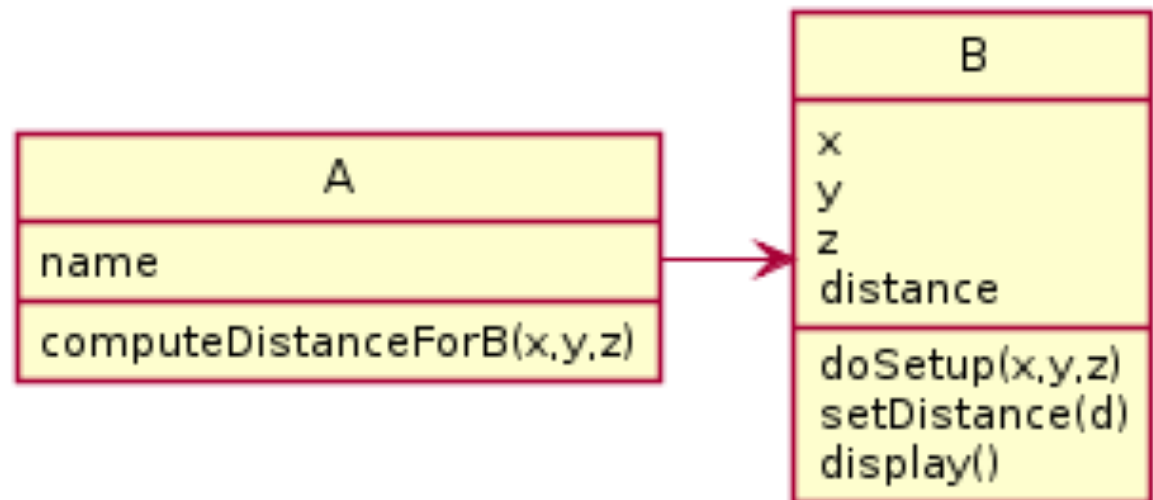 A
name
computeDistanceForB(x,y,z)
B
x
y
z
distance
doSetup(x,y,z)
setDistance(d)
display()